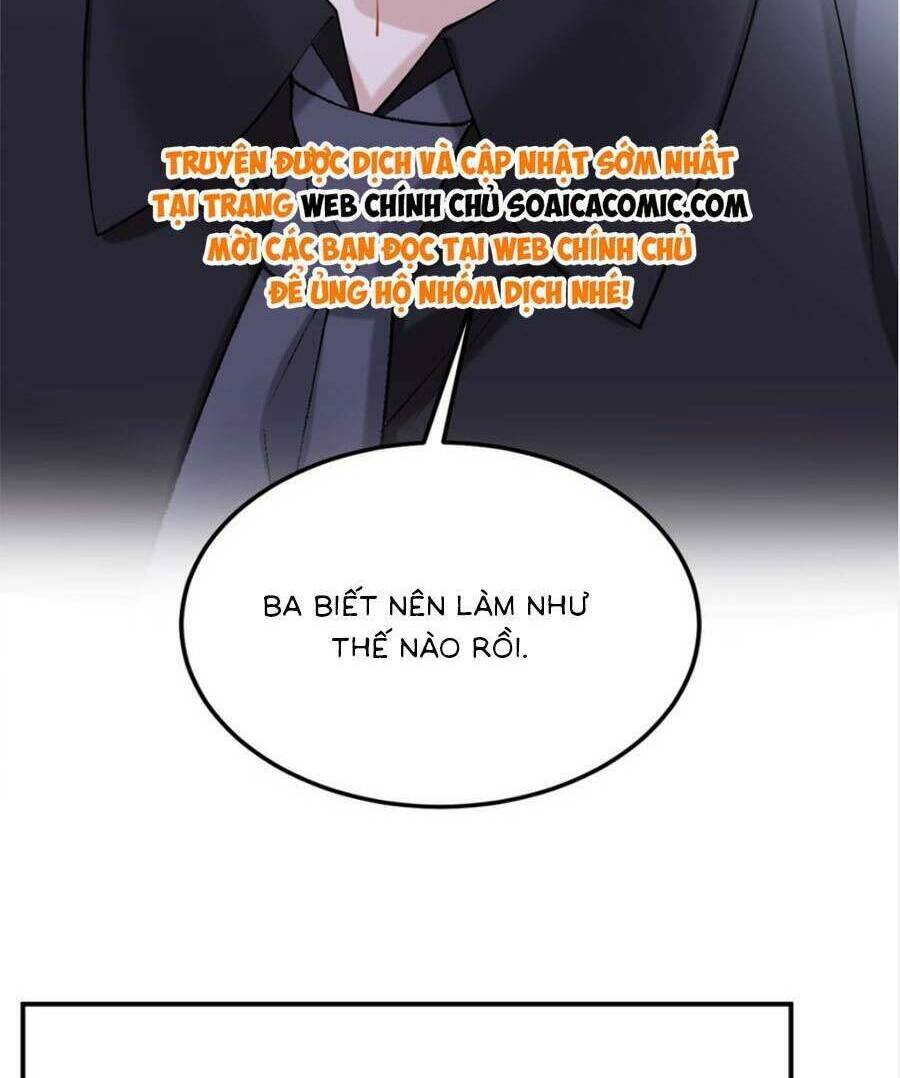 TRUYỆN ĐƯỢC DỊCH VÀ CẬP NHẬT SỚM NHẤT
TẠI TRANG WEB CHÍNH CHỦ SOAICACOMIC.COM
MỜI CÁC BẠN ĐỌC TẠI WEB CHÍNH CHỦ
ĐỂ ỦNG HỘ NHÓM DỊCH NHÉ!
BA BIẾT NÊN LÀM NHƯ
THẾ NÀO RỒI.